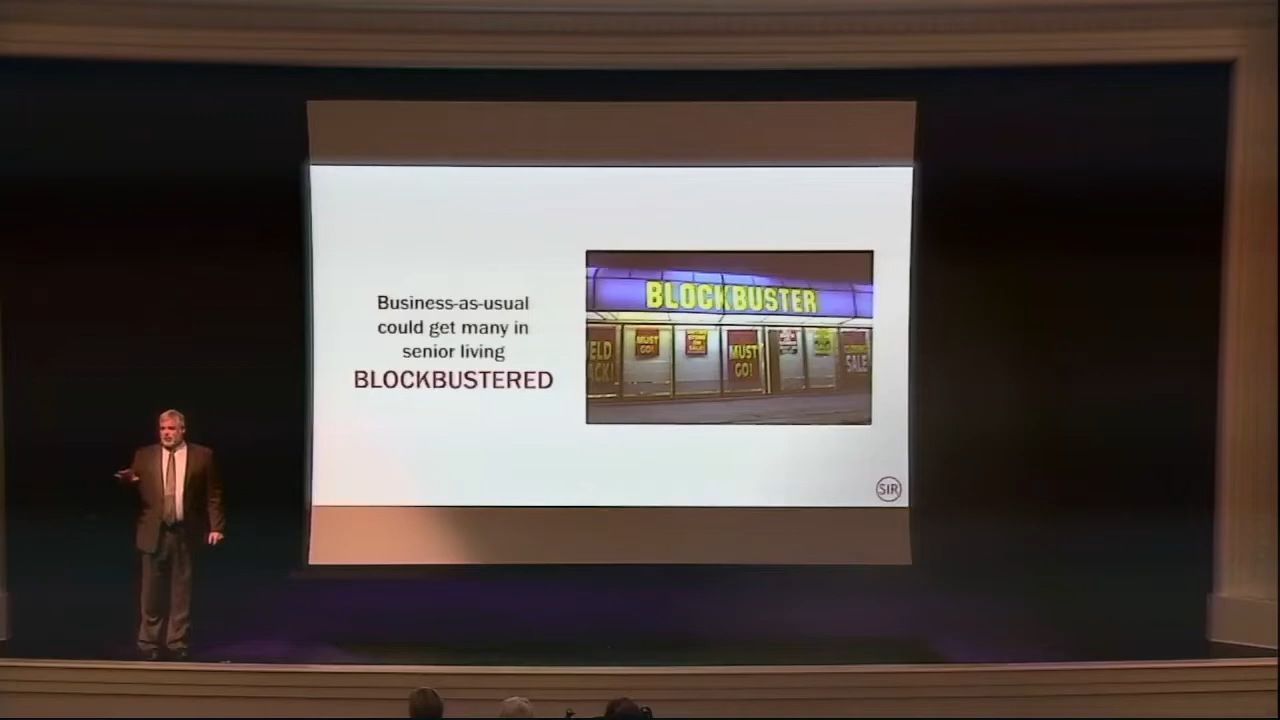 Business-as-usual
could get many in
senior living
BLOCKBUSTERED
BLOCKBUSTER
MUST
GO!
MUST
GO!
SALE
SIR